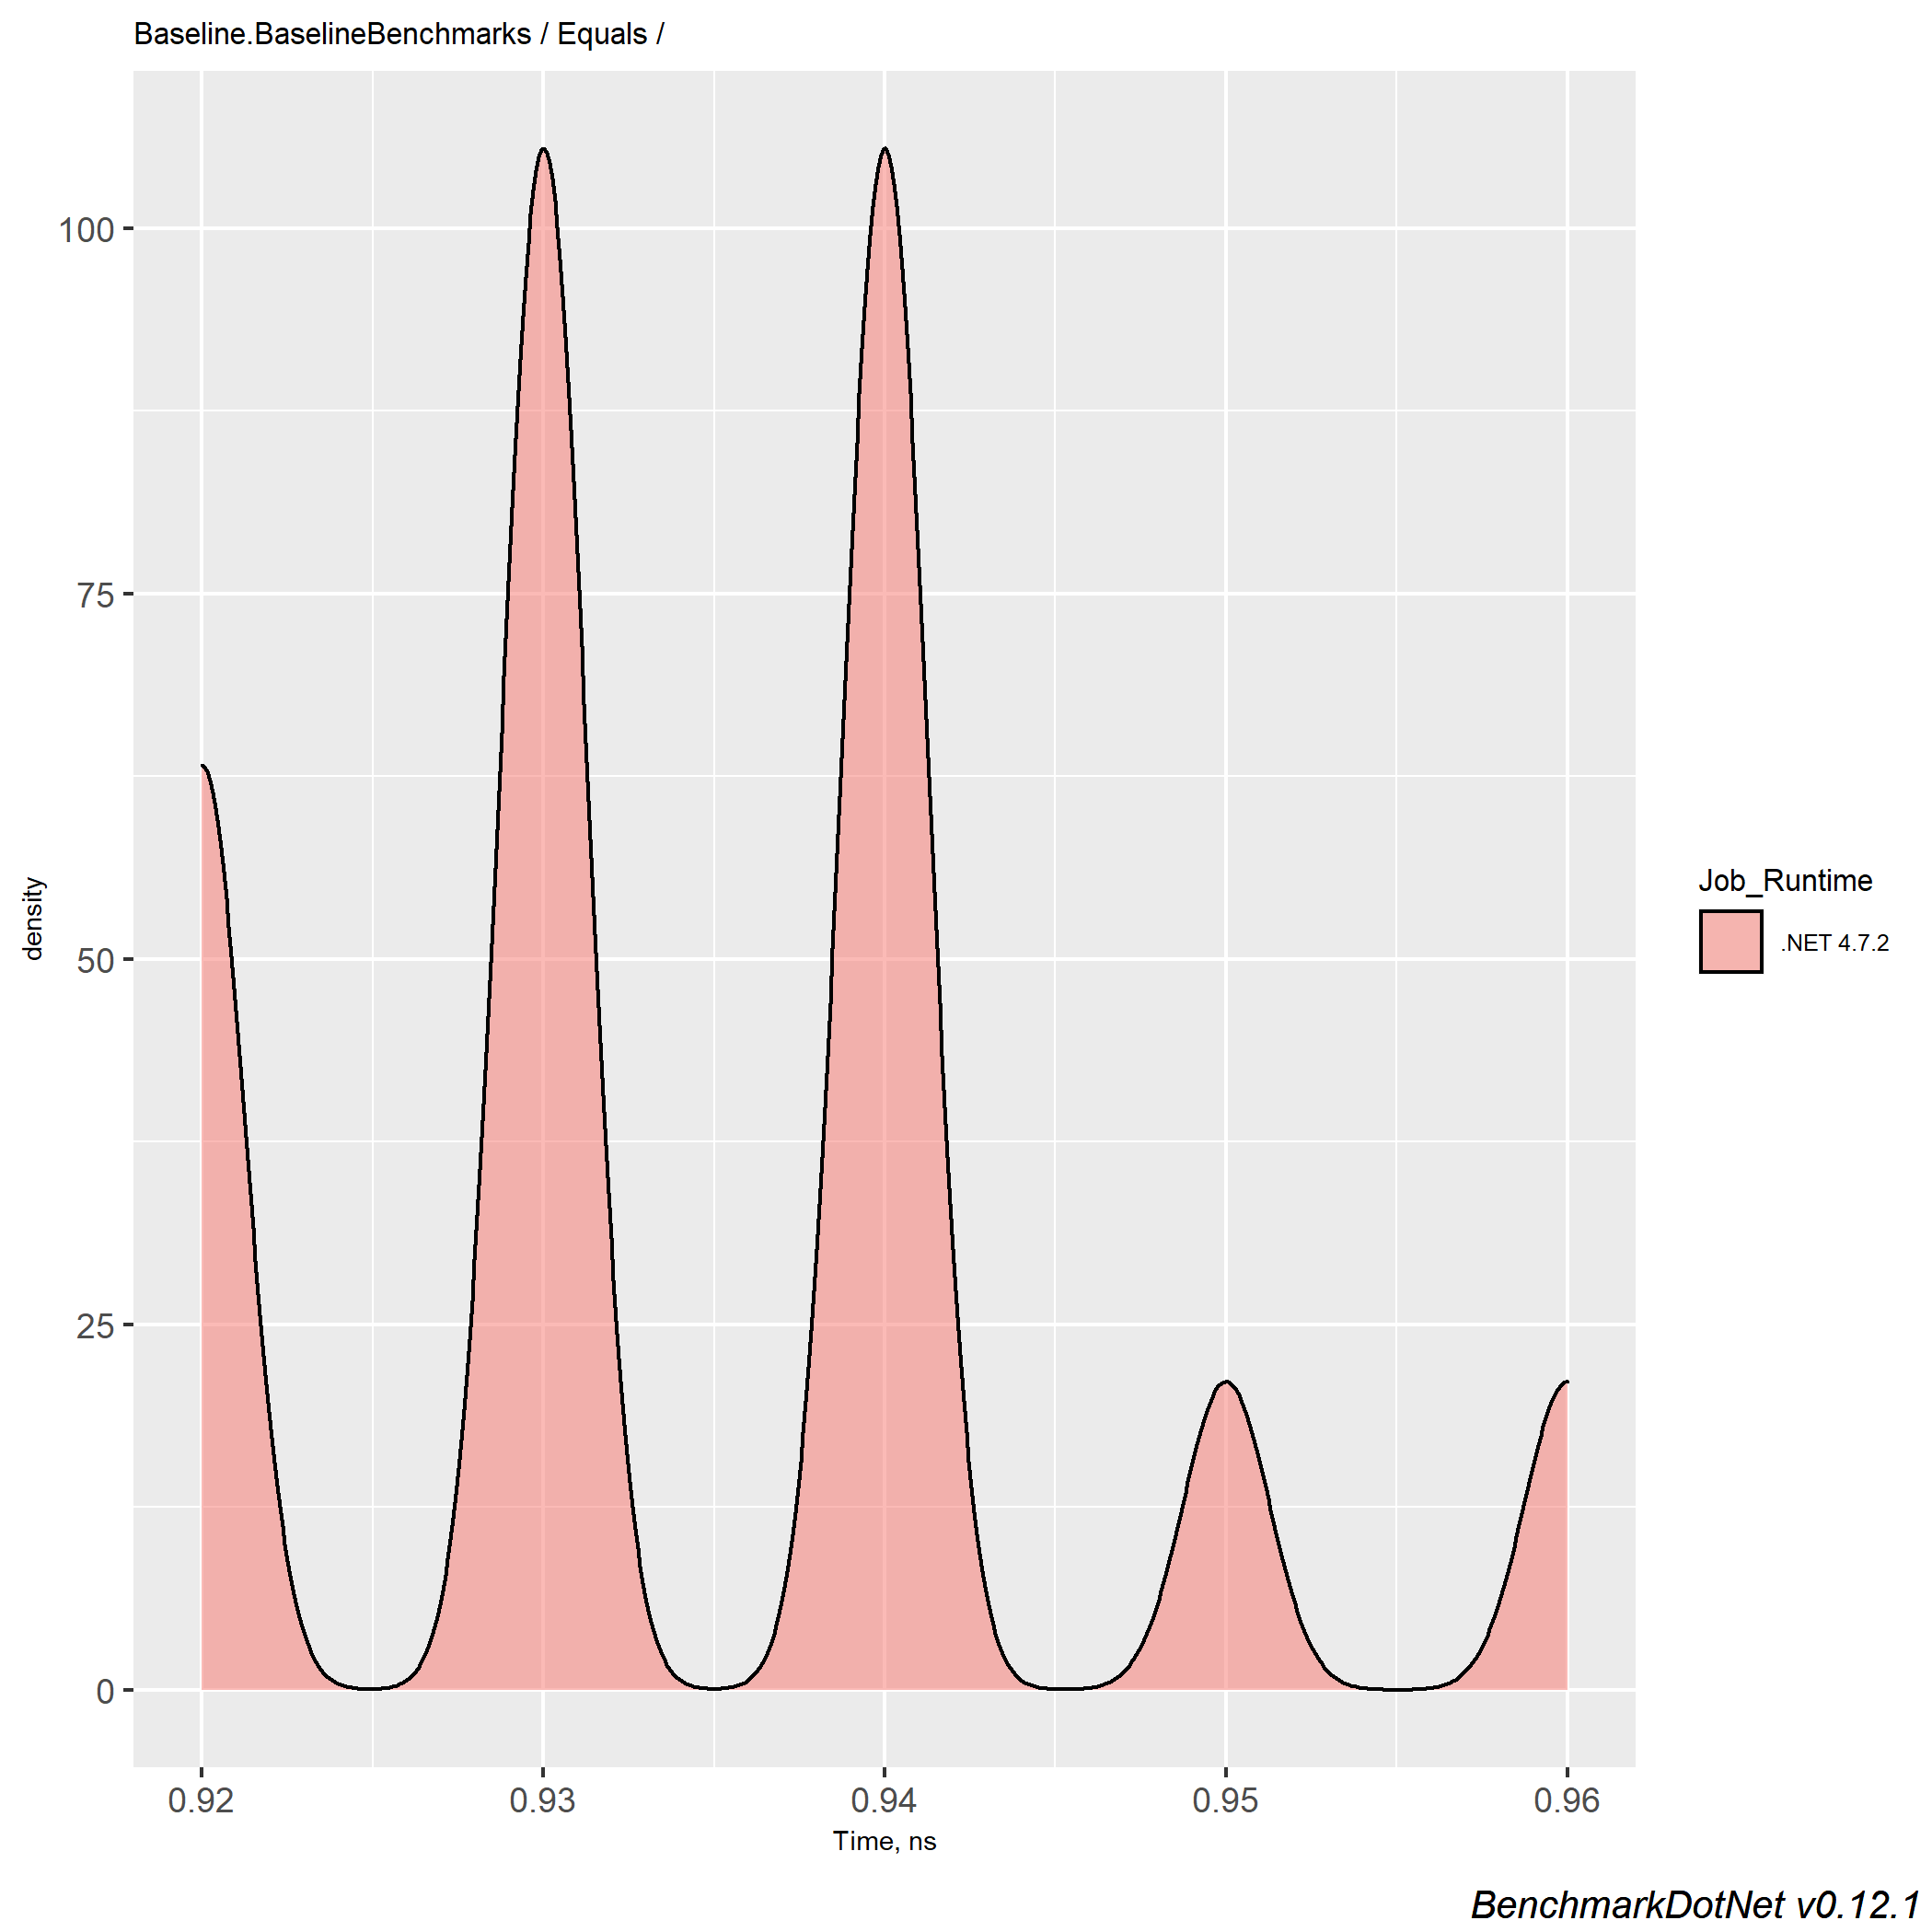 Baseline.BaselineBenchmarks / Equals /
100
75
50
25
0
density
0.92 0.93 0.94 0.95 0.96
Time, ns
Job_Runtime
.NET 4.7.2
BenchmarkDotNet v0.12.1